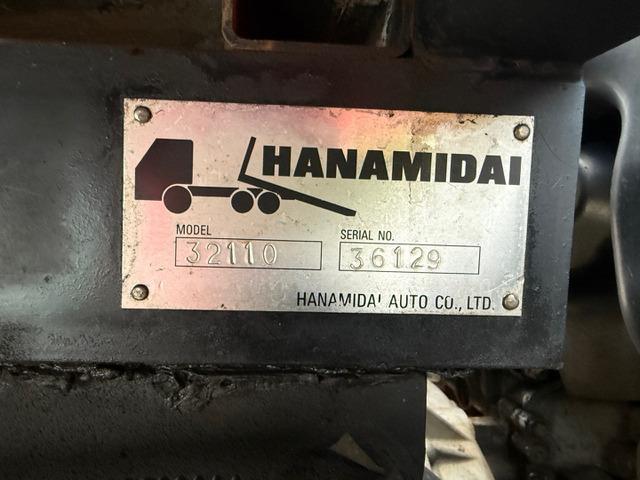 HANAMIDAI
MODEL SERIAL NO.
32110 36129
HANAMIDAI AUTO CO., LTD.